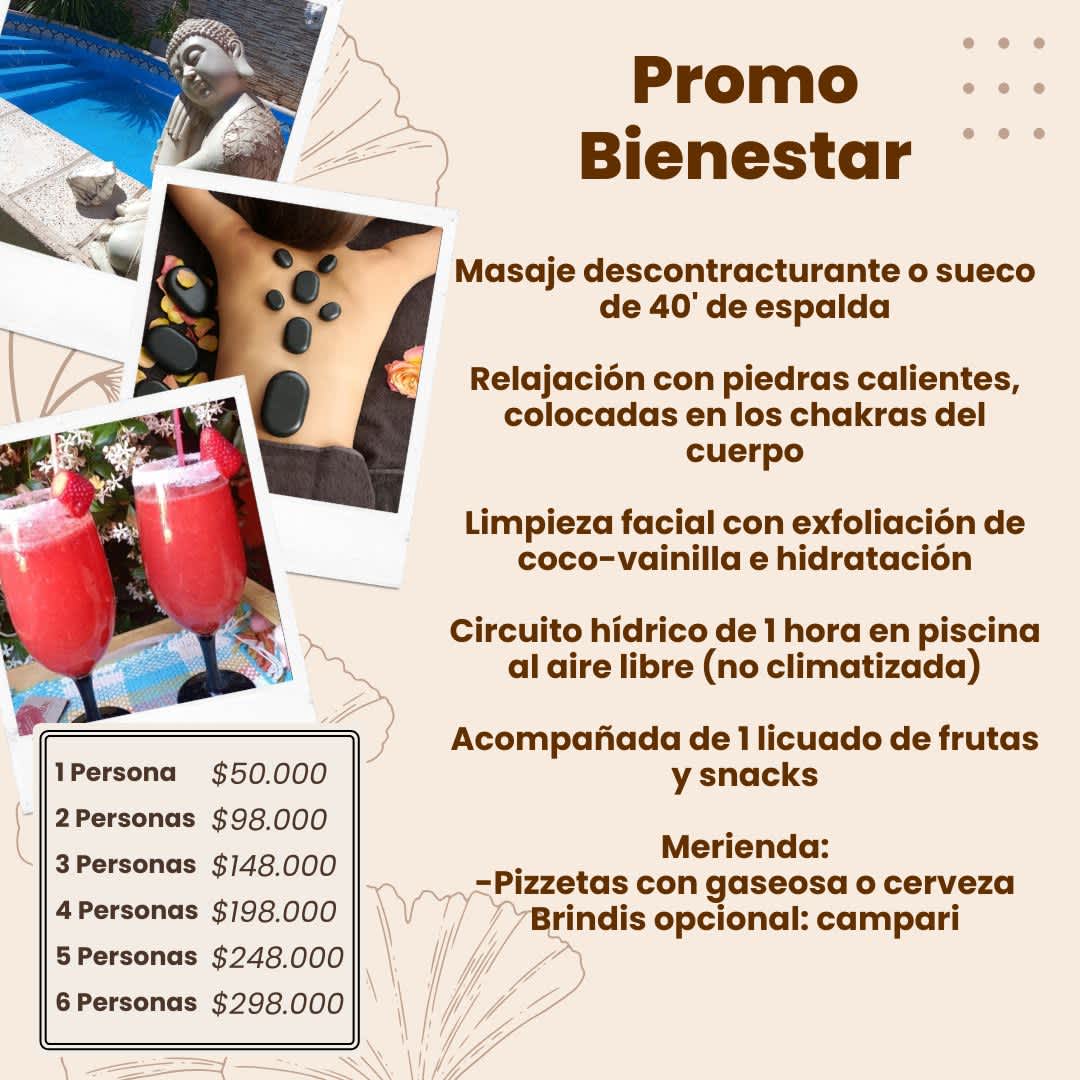 Promo
Bienestar
Masaje descontracturante o sueco
de 40' de espalda
Relajación con piedras calientes,
colocadas en los chakras del
cuerpo
Limpieza facial con exfoliación de
coco-vainilla e hidratación
Circuito hídrico de 1 hora en piscina
al aire libre (no climatizada)
Acompañada de 1 licuado de frutas
y snacks
Merienda:
-Pizzetas con gaseosa o cerveza
Brindis opcional: campari
1 Persona $50.000
2 Personas $98.000
3 Personas $148.000
4 Personas $198.000
5 Personas $248.000
6 Personas $298.000